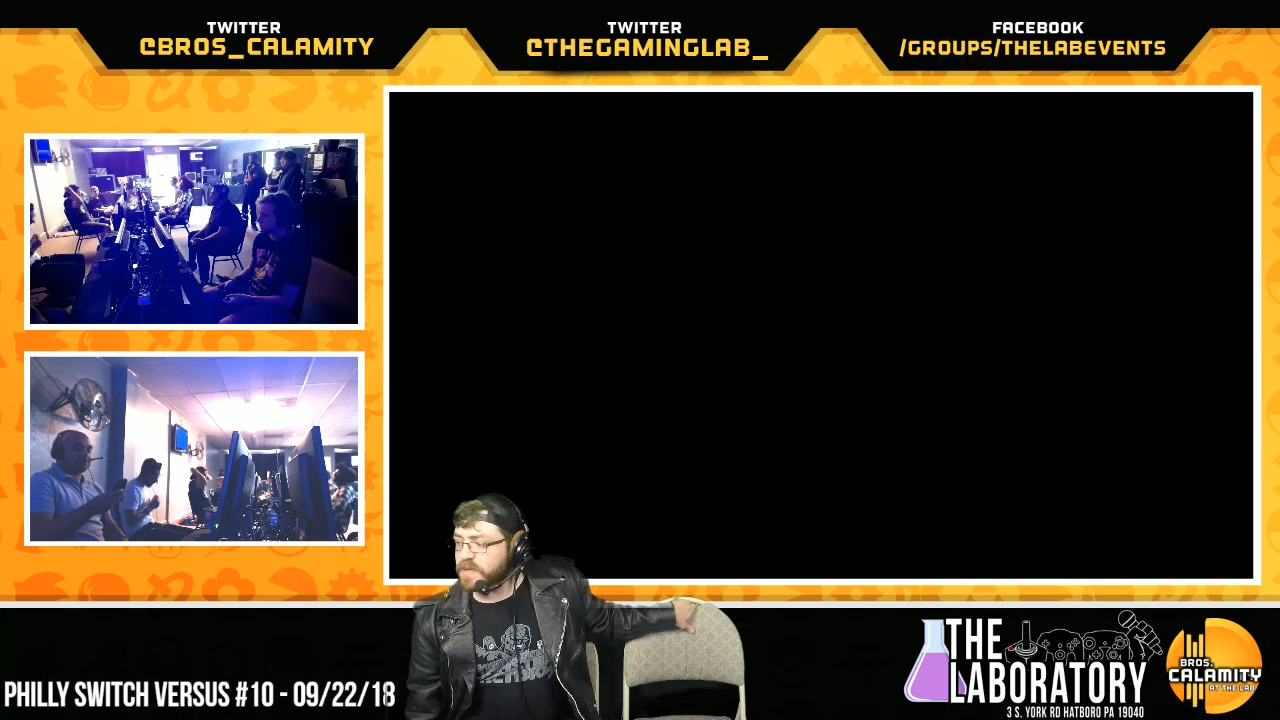 TWITTER
@BROS_CALAMITY
TWITTER
@THEGAMINGLAB_
FACEBOOK
/GROUPS/THELABEVENTS
PHILLY SWITCH VERSUS #10 - 09/22/18
THE
LABORATORY
3 S. YORK RD HATBORO PA 19040
BROS.
CALAMITY
AT THE LAB